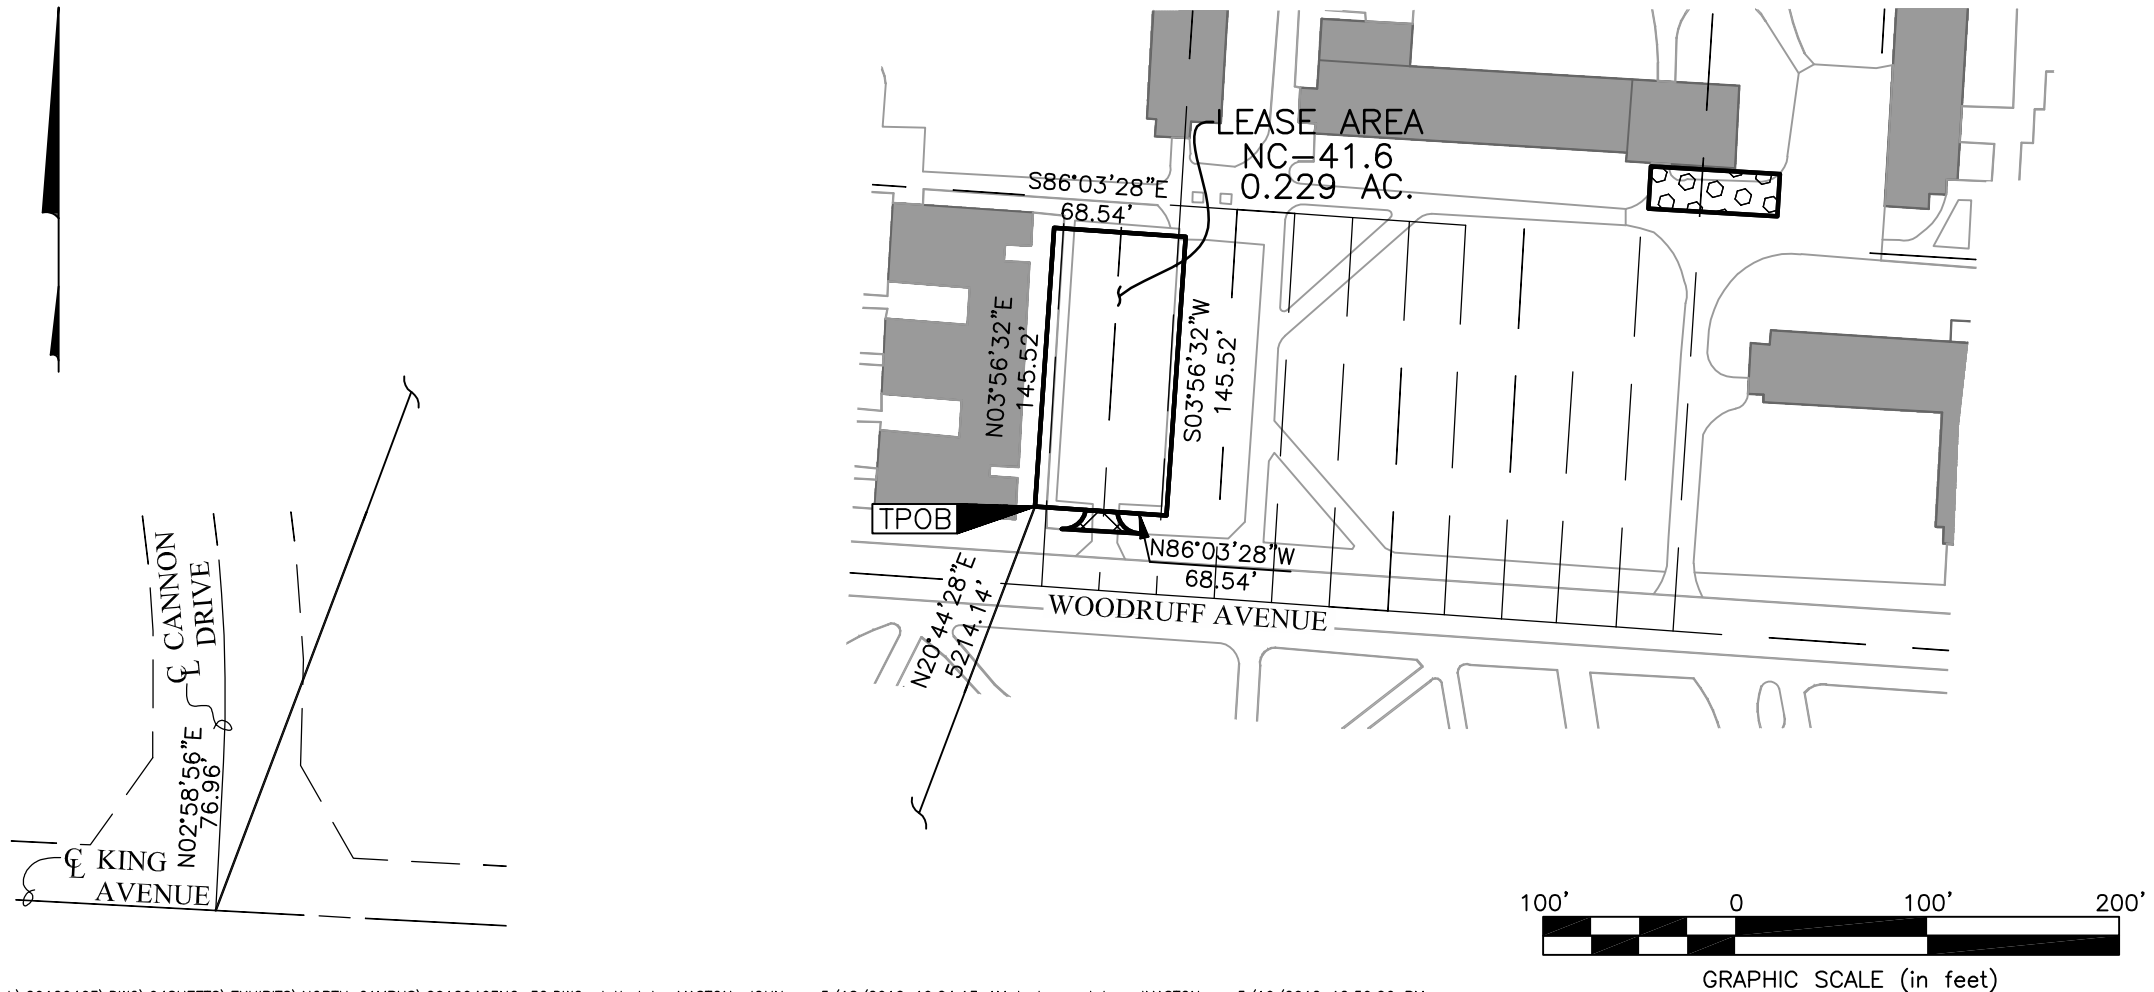 LEASE AREA
NC-41.6
0.229 AC.
S86°03'28"E
68.54'
N03°56'32"E
145.52'
S03°56'32"W
145.52'
TPOB
N86°03'28"W
68.54'
WOODRUFF AVENUE
N20°44'28"E
5214.14'
℄ CANNON
DRIVE
N02°58'56"E
76.96'
℄ KING
AVENUE
100' 0 100' 200'
GRAPHIC SCALE (in feet)